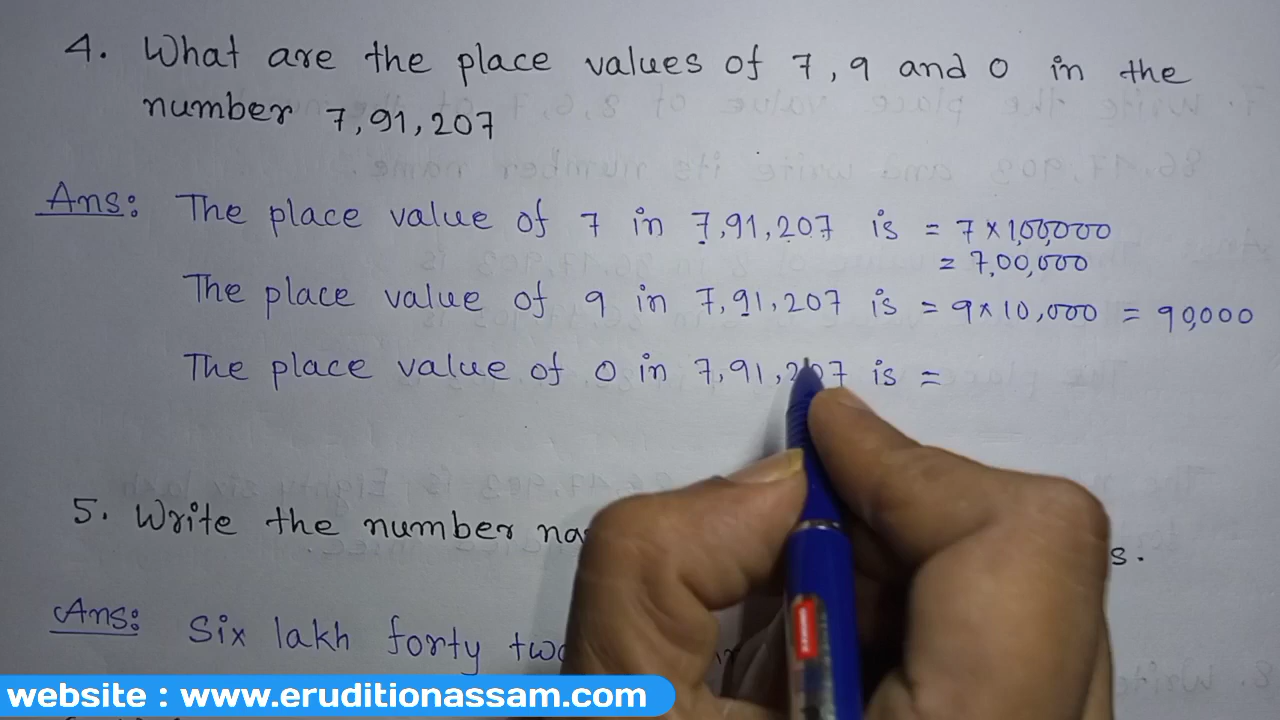 4. What are the place values of 7, 9 and 0 in the
number 7,91,207
Ans: The place value of 7 in 7,91,207 is = 7×1,00,000
= 7,00,000
The place value of 9 in 7,91,207 is = 9×10,000 = 90,000
The place value of 0 in 7,91,207 is =
5. Write the number
Ans: Six lakh forty
website : www.eruditionassam.com